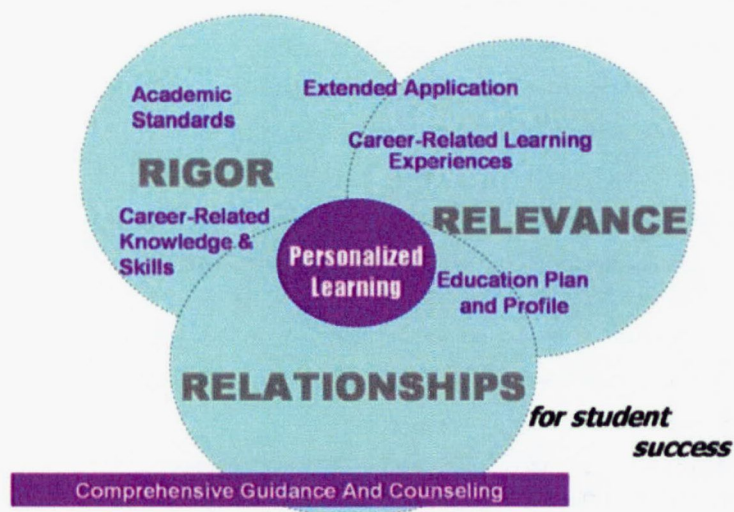 Academic
Standards
Extended Application
Career-Related Learning
Experiences
RIGOR
RELEVANCE
Career-Related
Knowledge &
Skills
Personalized
Learning
Education Plan
and Profile
RELATIONSHIPS
for student
success
Comprehensive Guidance And Counseling